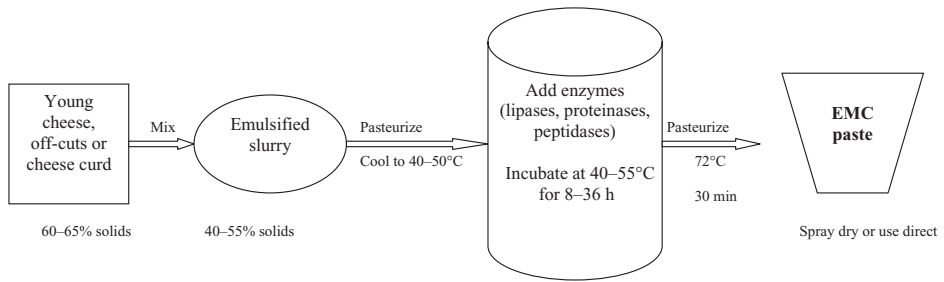 Young
cheese,
off-cuts or
cheese curd
60–65% solids
Mix
Emulsified
slurry
40–55% solids
Pasteurize
Cool to 40–50°C
Add enzymes
(lipases, proteinases,
peptidases)
Incubate at 40–55°C
for 8–36 h
Pasteurize
72°C
30 min
EMC
paste
Spray dry or use direct